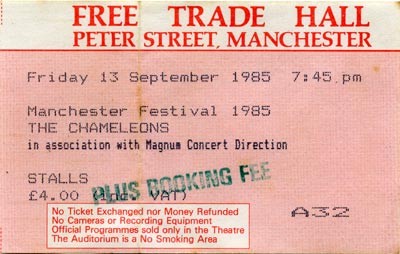 FREE TRADE HALL
PETER STREET, MANCHESTER
Friday 13 September 1985 7:45 pm
Manchester Festival 1985
THE CHAMELEONS
in association with Magnum Concert Direction
STALLS
£4.00 (inc VAT)
PLUS BOOKING FEE
No Ticket Exchanged nor Money Refunded
No Cameras or Recording Equipment
Official Programmes sold only in the Theatre
The Auditorium is a No Smoking Area
A32